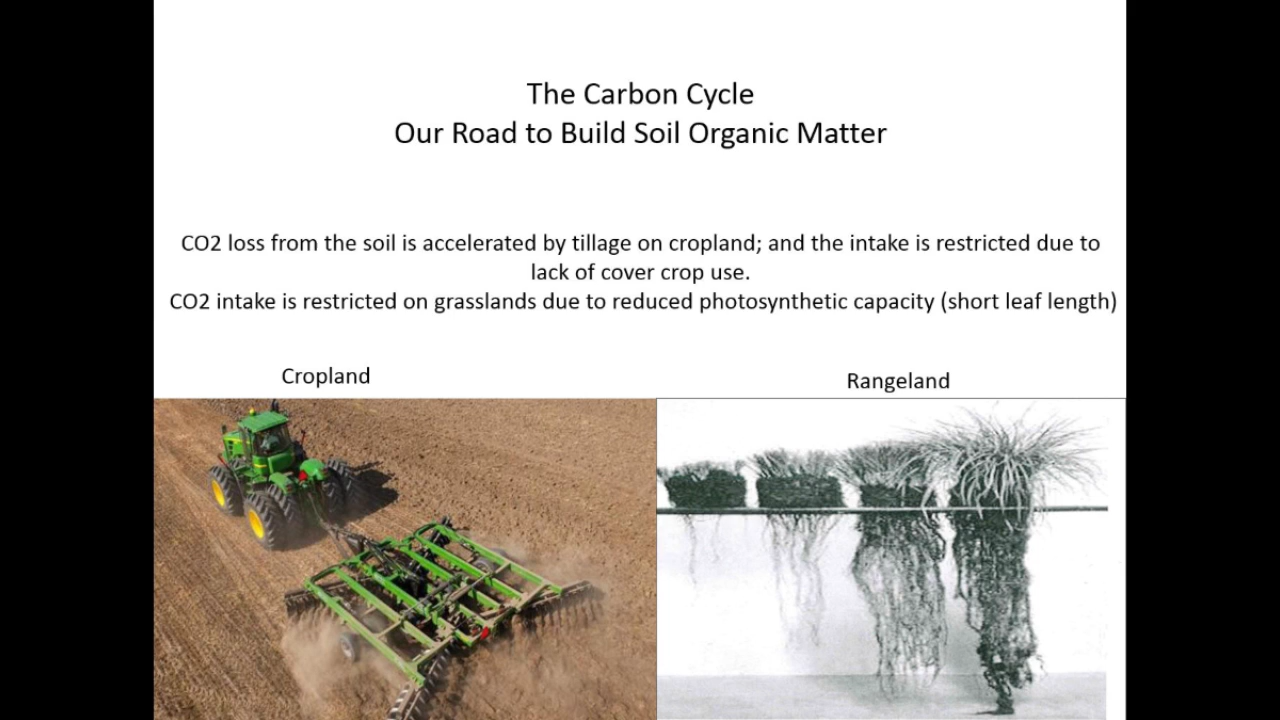 The Carbon Cycle
Our Road to Build Soil Organic Matter
CO2 loss from the soil is accelerated by tillage on cropland; and the intake is restricted due to
lack of cover crop use.
CO2 intake is restricted on grasslands due to reduced photosynthetic capacity (short leaf length)
Cropland
Rangeland